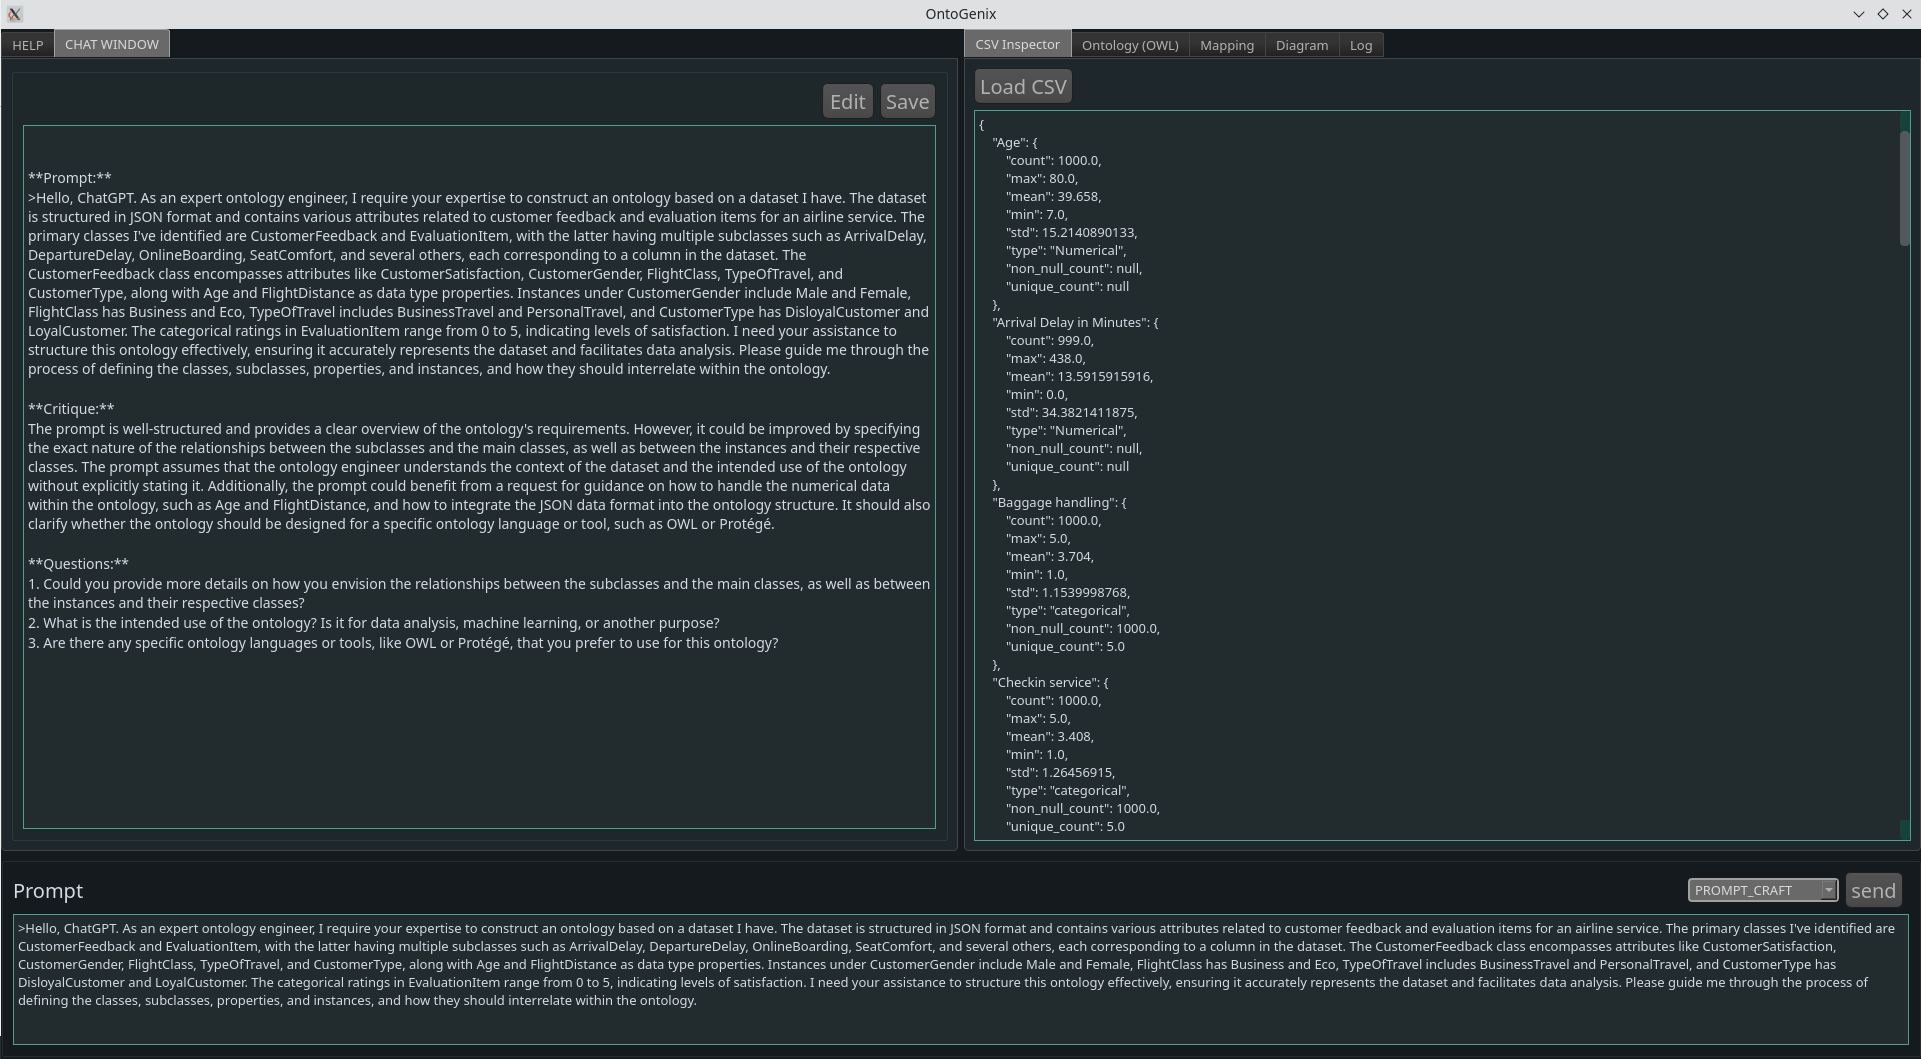 OntoGenix
HELP
CHAT WINDOW
Edit
Save
**Prompt:**
>Hello, ChatGPT. As an expert ontology engineer, I require your expertise to construct an ontology based on a dataset I have. The dataset
is structured in JSON format and contains various attributes related to customer feedback and evaluation items for an airline service. The
primary classes I've identified are CustomerFeedback and EvaluationItem, with the latter having multiple subclasses such as ArrivalDelay,
DepartureDelay, OnlineBoarding, SeatComfort, and several others, each corresponding to a column in the dataset. The
CustomerFeedback class encompasses attributes like CustomerSatisfaction, CustomerGender, FlightClass, TypeOfTravel, and
CustomerType, along with Age and FlightDistance as data type properties. Instances under CustomerGender include Male and Female,
FlightClass has Business and Eco, TypeOfTravel includes BusinessTravel and PersonalTravel, and CustomerType has DisloyalCustomer and
LoyalCustomer. The categorical ratings in EvaluationItem range from 0 to 5, indicating levels of satisfaction. I need your assistance to
structure this ontology effectively, ensuring it accurately represents the dataset and facilitates data analysis. Please guide me through the
process of defining the classes, subclasses, properties, and instances, and how they should interrelate within the ontology.
**Critique:**
The prompt is well-structured and provides a clear overview of the ontology's requirements. However, it could be improved by specifying
the exact nature of the relationships between the subclasses and the main classes, as well as between the instances and their respective
classes. The prompt assumes that the ontology engineer understands the context of the dataset and the intended use of the ontology
without explicitly stating it. Additionally, the prompt could benefit from a request for guidance on how to handle the numerical data
within the ontology, such as Age and FlightDistance, and how to integrate the JSON data format into the ontology structure. It should also
clarify whether the ontology should be designed for a specific ontology language or tool, such as OWL or Protégé.
**Questions:**
1. Could you provide more details on how you envision the relationships between the subclasses and the main classes, as well as between
the instances and their respective classes?
2. What is the intended use of the ontology? Is it for data analysis, machine learning, or another purpose?
3. Are there any specific ontology languages or tools, like OWL or Protégé, that you prefer to use for this ontology?
CSV Inspector
Ontology (OWL)
Mapping
Diagram
Log
Load CSV
{
"Age": {
"count": 1000.0,
"max": 80.0,
"mean": 39.658,
"min": 7.0,
"std": 15.2140890133,
"type": "Numerical",
"non_null_count": null,
"unique_count": null
},
"Arrival Delay in Minutes": {
"count": 999.0,
"max": 438.0,
"mean": 13.5915915916,
"min": 0.0,
"std": 34.3821411875,
"type": "Numerical",
"non_null_count": null,
"unique_count": null
},
"Baggage handling": {
"count": 1000.0,
"max": 5.0,
"mean": 3.704,
"min": 1.0,
"std": 1.1539998768,
"type": "categorical",
"non_null_count": 1000.0,
"unique_count": 5.0
},
"Checkin service": {
"count": 1000.0,
"max": 5.0,
"mean": 3.408,
"min": 1.0,
"std": 1.26456915,
"type": "categorical",
"non_null_count": 1000.0,
"unique_count": 5.0
Prompt
PROMPT_CRAFT
send
>Hello, ChatGPT. As an expert ontology engineer, I require your expertise to construct an ontology based on a dataset I have. The dataset is structured in JSON format and contains various attributes related to customer feedback and evaluation items for an airline service. The primary classes I've identified are
CustomerFeedback and EvaluationItem, with the latter having multiple subclasses such as ArrivalDelay, DepartureDelay, OnlineBoarding, SeatComfort, and several others, each corresponding to a column in the dataset. The CustomerFeedback class encompasses attributes like CustomerSatisfaction,
CustomerGender, FlightClass, TypeOfTravel, and CustomerType, along with Age and FlightDistance as data type properties. Instances under CustomerGender include Male and Female, FlightClass has Business and Eco, TypeOfTravel includes BusinessTravel and PersonalTravel, and CustomerType has
DisloyalCustomer and LoyalCustomer. The categorical ratings in EvaluationItem range from 0 to 5, indicating levels of satisfaction. I need your assistance to structure this ontology effectively, ensuring it accurately represents the dataset and facilitates data analysis. Please guide me through the process of
defining the classes, subclasses, properties, and instances, and how they should interrelate within the ontology.